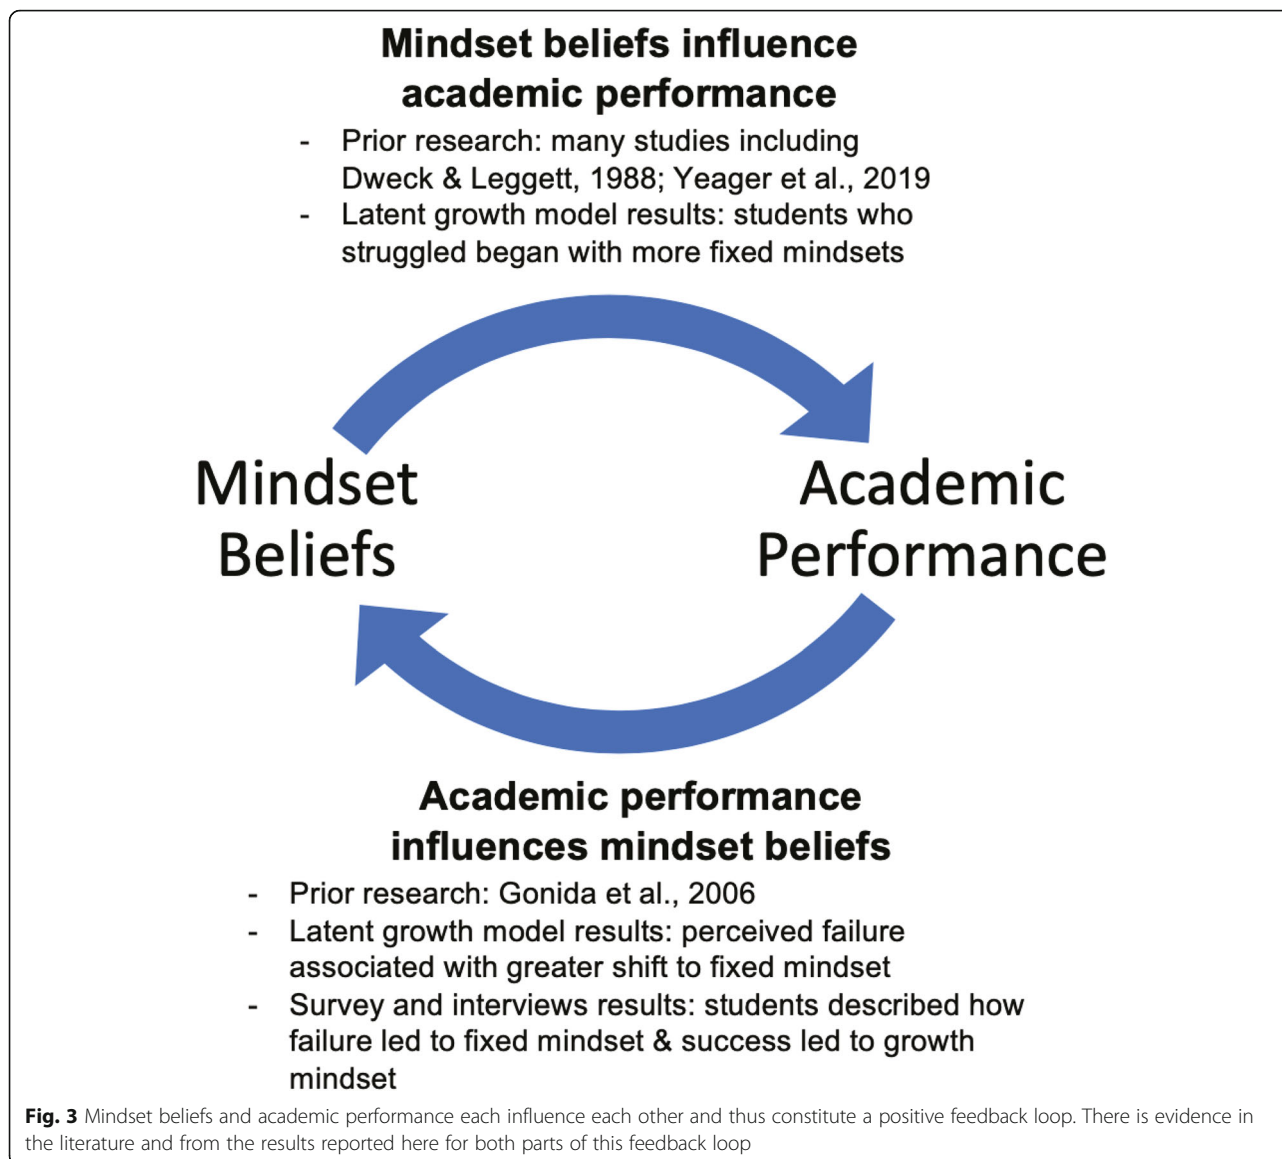 Mindset beliefs influence
academic performance
- Prior research: many studies including
Dweck & Leggett, 1988; Yeager et al., 2019
- Latent growth model results: students who
struggled began with more fixed mindsets
Mindset
Beliefs
Academic
Performance
Academic performance
influences mindset beliefs
- Prior research: Gonida et al., 2006
- Latent growth model results: perceived failure
associated with greater shift to fixed mindset
- Survey and interviews results: students described how
failure led to fixed mindset & success led to growth
mindset
Fig. 3 Mindset beliefs and academic performance each influence each other and thus constitute a positive feedback loop. There is evidence in
the literature and from the results reported here for both parts of this feedback loop